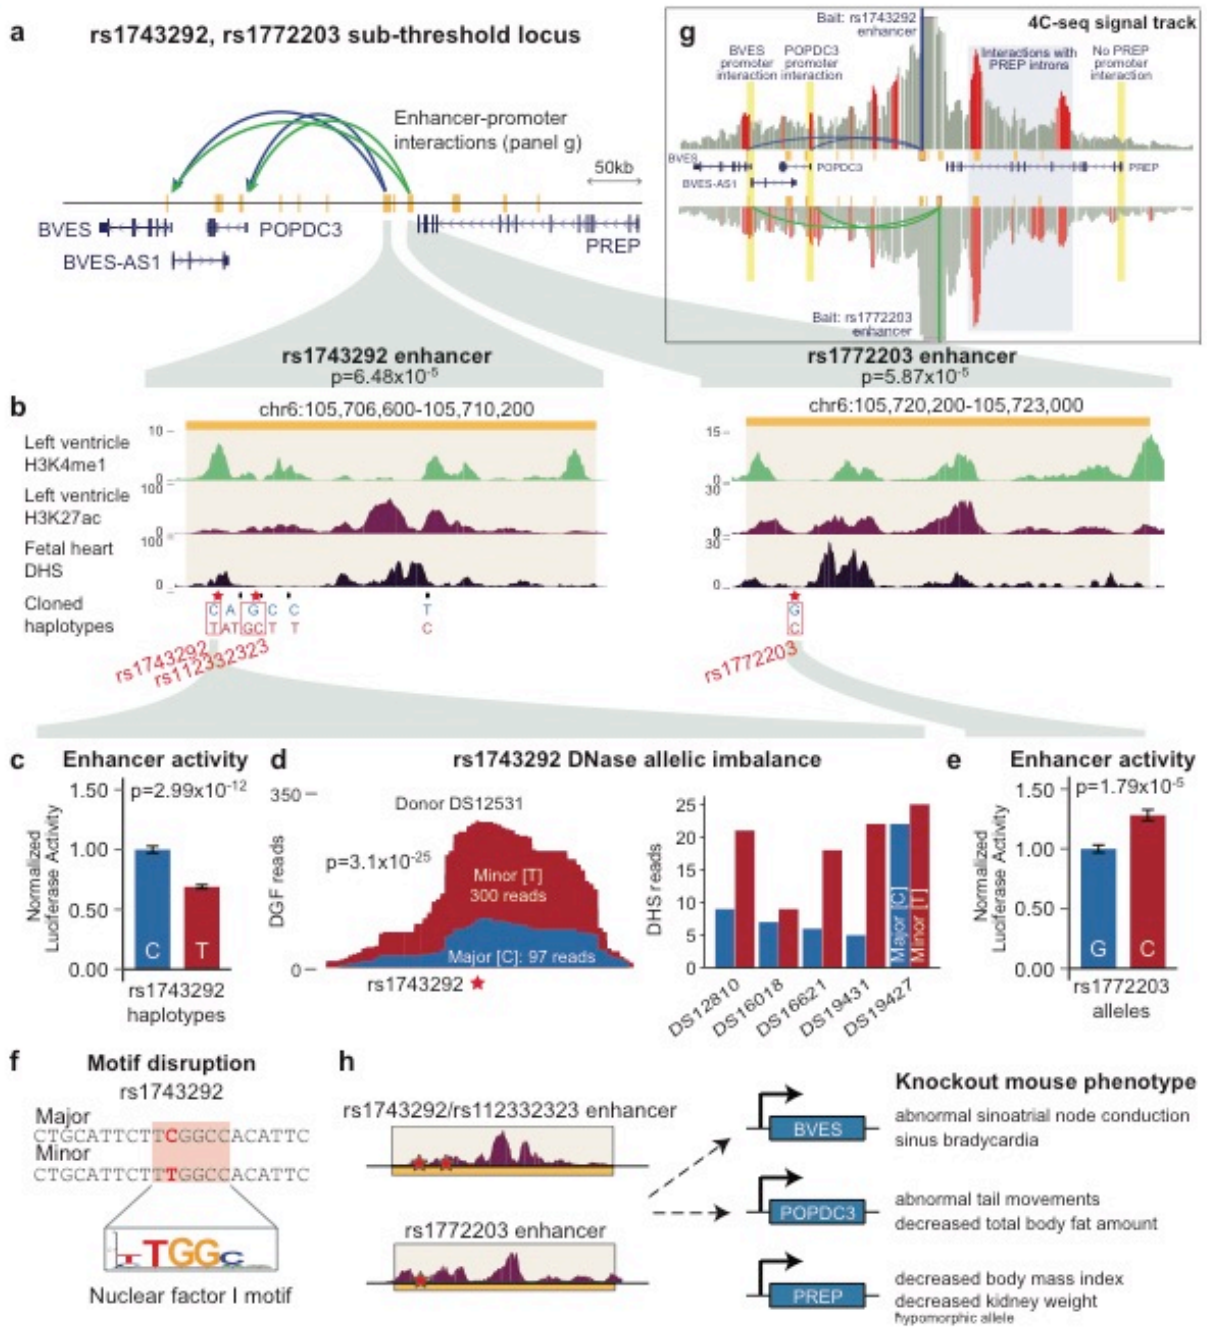 a
rs1743292, rs1772203 sub-threshold locus
Enhancer-promoter
interactions (panel g)
50kb
BVES
POPDC3
BVES-AS1
PREP
g
Bait: rs1743292
enhancer
4C-seq signal track
BVES
promoter
interaction
POPDC3
promoter
interaction
Interactions with
PREP introns
No PREP
promoter
interaction
BVES
POPDC3
PREP
BVES-AS1
Bait: rs1772203
enhancer
rs1743292 enhancer
p=6.48x10-5
rs1772203 enhancer
p=5.87x10-5
b
chr6:105,706,600-105,710,200
chr6:105,720,200-105,723,000
Left ventricle
H3K4me1
10
0
15
0
Left ventricle
H3K27ac
100
0
30
0
Fetal heart
DHS
100
0
30
0
Cloned
haplotypes
C A G C C T
T AT GC T T C
G
C
rs1743292
rs112332323
rs1772203
c
Enhancer activity
p=2.99x10-12
Normalized
Luciferase Activity
1.50
1.00
0.50
0.00
C
T
rs1743292
haplotypes
d
rs1743292 DNase allelic imbalance
350
0
DGF reads
Donor DS12531
p=3.1x10-25
Minor [T]
300 reads
Major [C]: 97 reads
rs1743292
DHS reads
25
20
15
10
5
0
Major [C]
Minor [T]
DS12810
DS16018
DS16621
DS19431
DS19427
e
Enhancer activity
p=1.79x10-5
Normalized
Luciferase Activity
1.50
1.00
0.50
0.00
G
C
rs1772203
alleles
f
Motif disruption
rs1743292
Major
CTGCATTCTTCGGCCACATTC
Minor
CTGCATTCTTTGGCCACATTC
TTGGC
Nuclear factor I motif
h
rs1743292/rs112332323 enhancer
rs1772203 enhancer
Knockout mouse phenotype
BVES
abnormal sinoatrial node conduction
sinus bradycardia
POPDC3
abnormal tail movements
decreased total body fat amount
PREP
decreased body mass index
decreased kidney weight
*hypomorphic allele